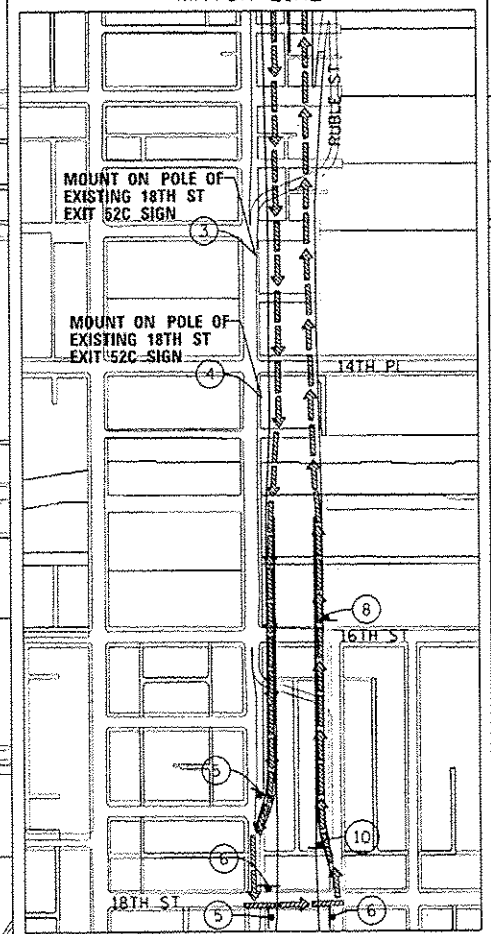 RUBLE ST
MOUNT ON POLE OF
EXISTING 18TH ST
EXIT 52C SIGN
3
MOUNT ON POLE OF
EXISTING 18TH ST
EXIT 52C SIGN
4
14TH PL
8
16TH ST
5
10
6
18TH ST
5
6